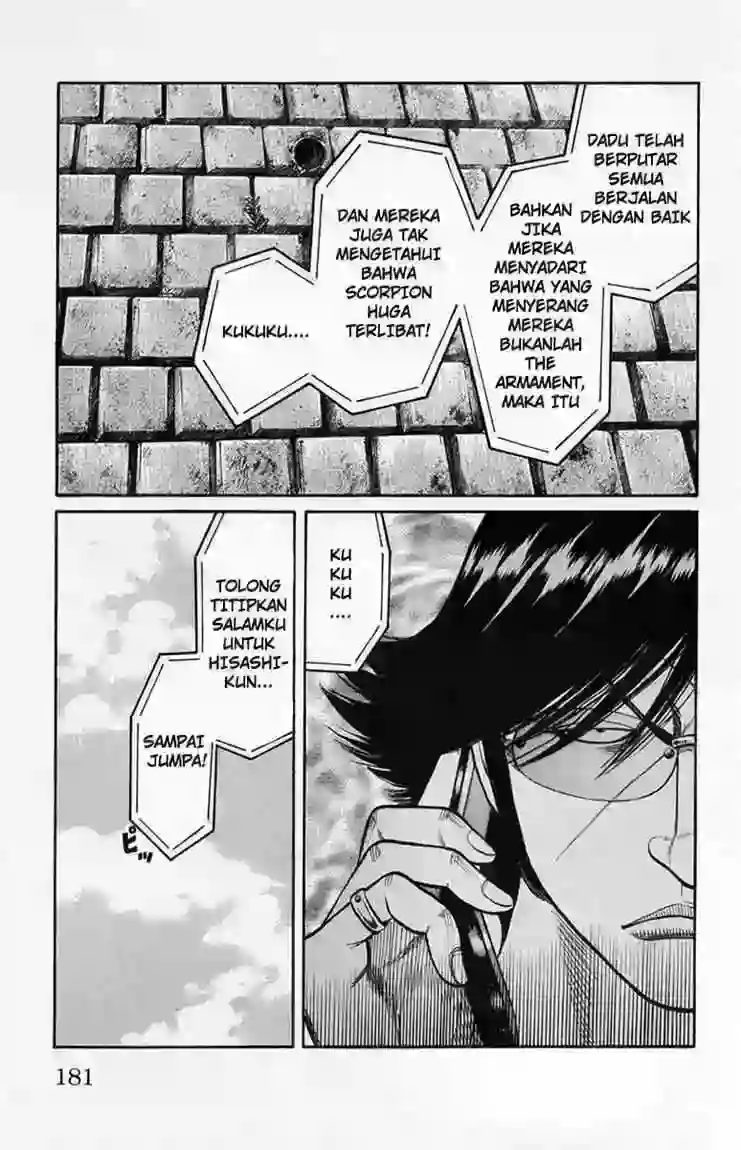 DADU TELAH
BERPUTAR
SEMUA
BERJALAN
DENGAN BAIK
BAHKAN
JIKA
MEREKA
MENYADARI
BAHWA YANG
MENYERANG
MEREKA
BUKANLAH
THE
ARMAMENT,
MAKA ITU
DAN MEREKA
JUGA TAK
MENGETAHUI
BAHWA
SCORPION
HUGA
TERLIBAT!
KUKUKU....
KU
KU
KU
....
TOLONG
TITIPKAN
SALAMKU
UNTUK
HISASHI-
KUN...
SAMPAI
JUMPA!
ピッ
181